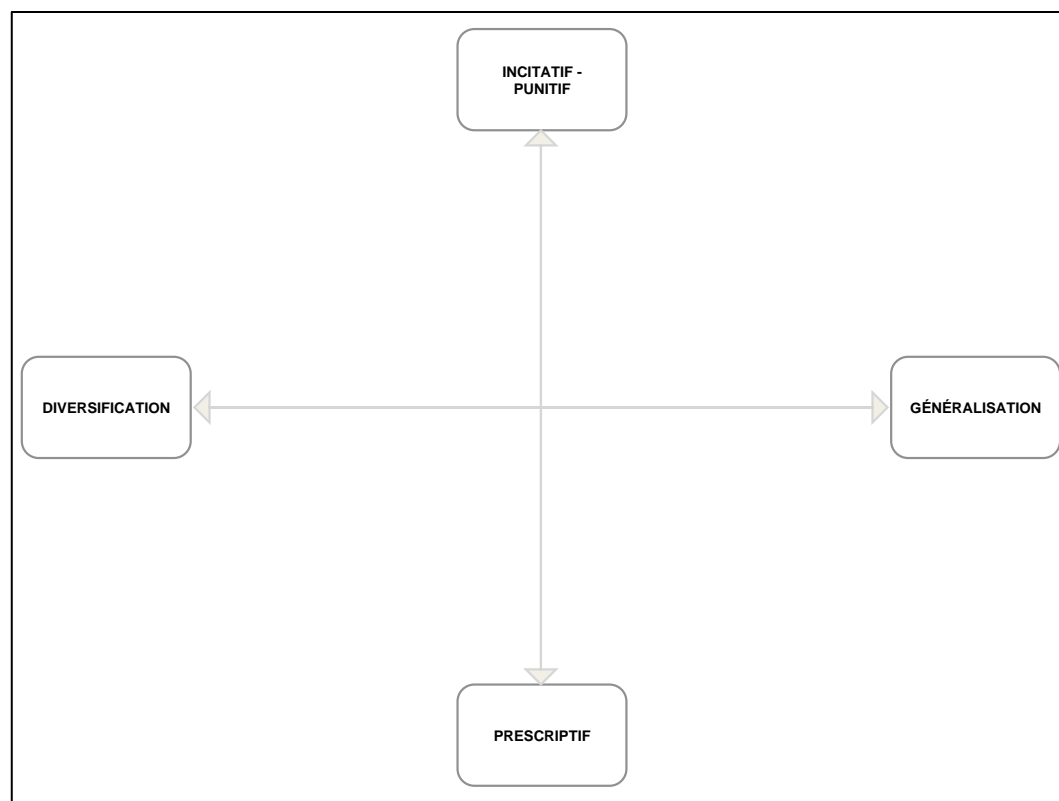 INCITATIF -
PUNITIF
DIVERSIFICATION
GÉNÉRALISATION
PRESCRIPTIF